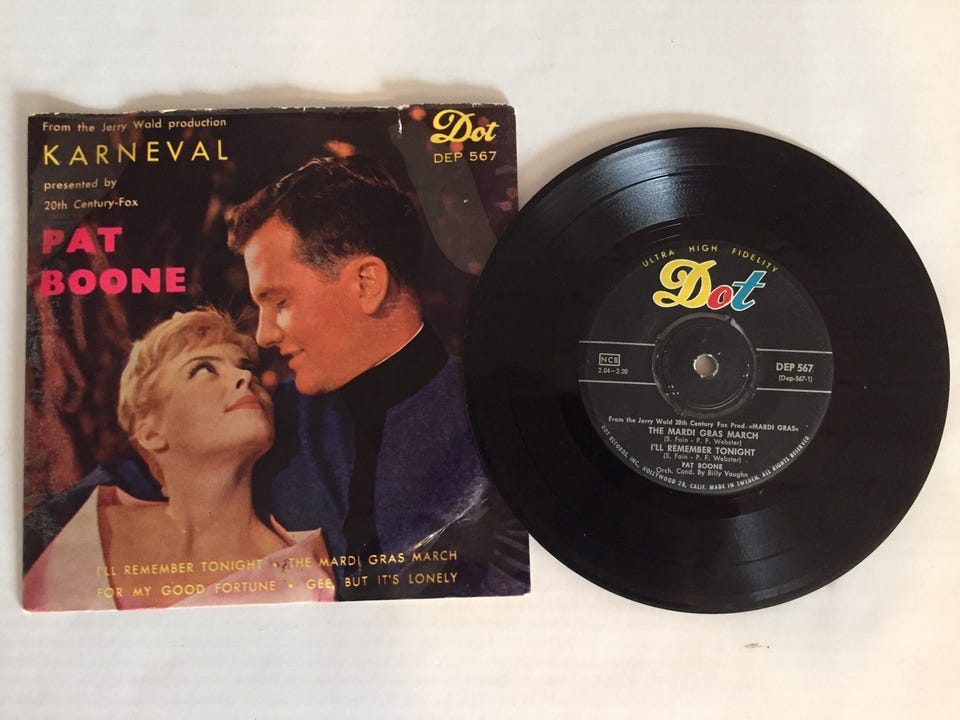 From the Jerry Wald production
KARNEVAL
presented by
20th Century-Fox
PAT
BOONE
Dot
DEP 567
I'LL REMEMBER TONIGHT • THE MARDI GRAS MARCH
FOR MY GOOD FORTUNE • GEE, BUT IT'S LONELY
ULTRA HIGH FIDELITY
Dot
NCB
2.04–2.20
DEP 567
(Dep-567-1)
From the Jerry Wald 20th Century Fox Prod. »MARDI GRAS«
THE MARDI GRAS MARCH
(S. Fain - P. F. Webster)
I'LL REMEMBER TONIGHT
(S. Fain - P. F. Webster)
PAT BOONE
Orch. Cond. By Billy Vaughn
DOT RECORDS, INC. HOLLYWOOD 28, CALIF. MADE IN SWEDEN. ALL RIGHTS RESERVED